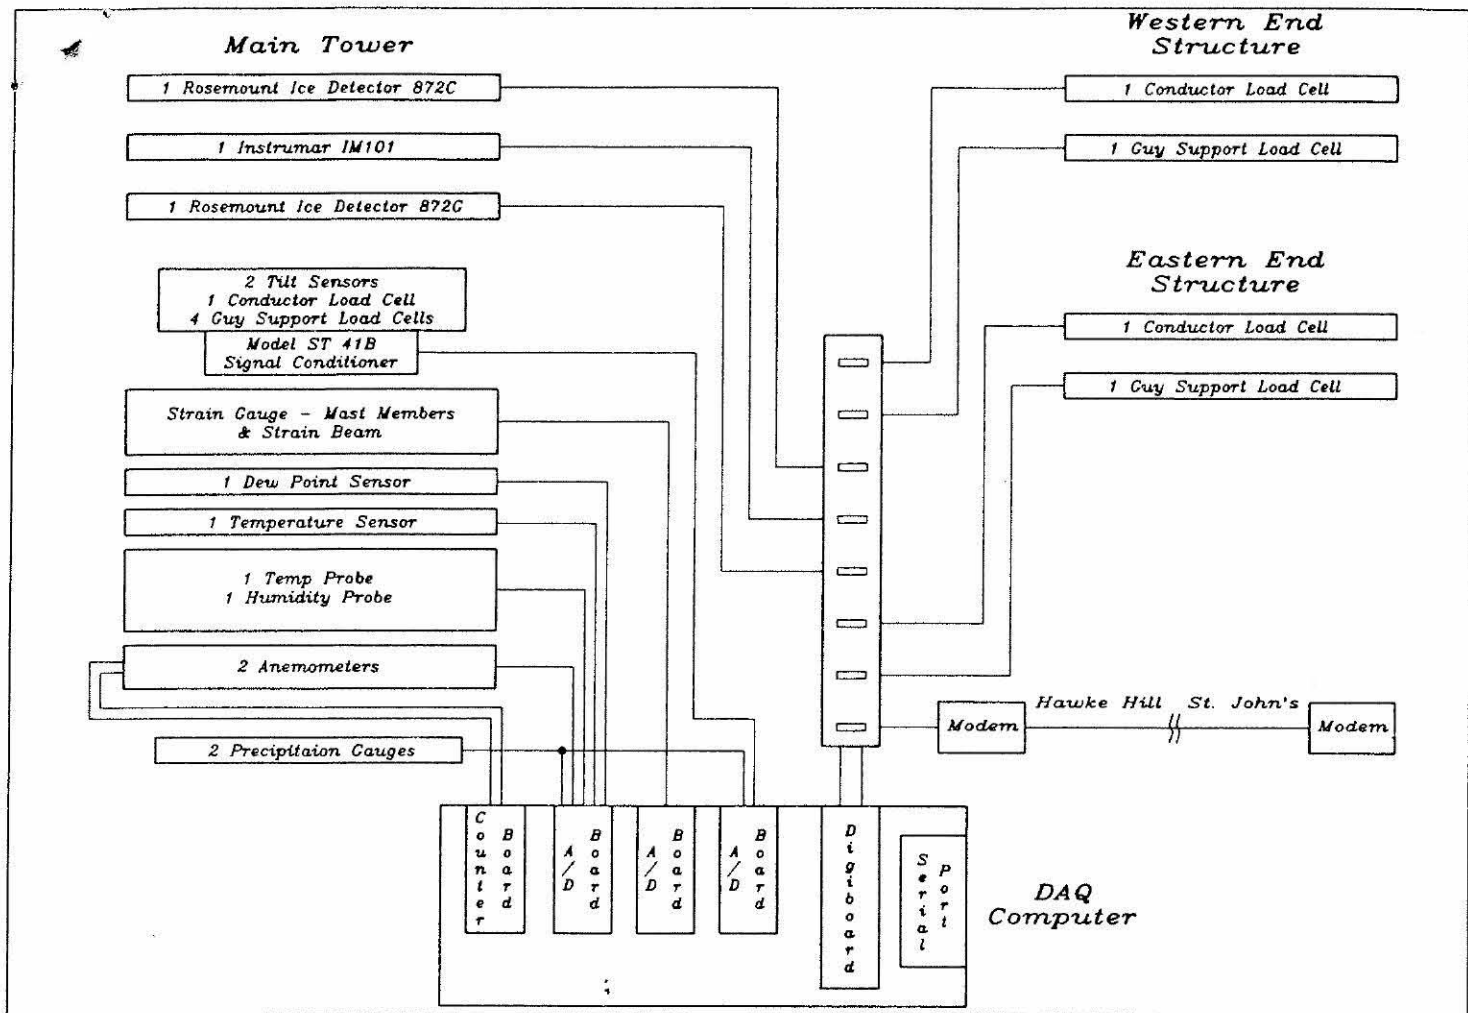 Main Tower
1 Rosemount Ice Detector 872C
1 Instrumar IM101
1 Rosemount Ice Detector 872C
2 Tilt Sensors
1 Conductor Load Cell
4 Guy Support Load Cells
Model ST 41B
Signal Conditioner
Strain Gauge - Mast Members
& Strain Beam
1 Dew Point Sensor
1 Temperature Sensor
1 Temp Probe
1 Humidity Probe
2 Anemometers
2 Precipitaion Gauges
Western End
Structure
1 Conductor Load Cell
1 Guy Support Load Cell
Eastern End
Structure
1 Conductor Load Cell
1 Guy Support Load Cell
Modem
Hawke Hill
St. John's
Modem
Counter
Board
A/D
Board
A/D
Board
A/D
Board
Digiboard
Serial
Port
DAQ
Computer